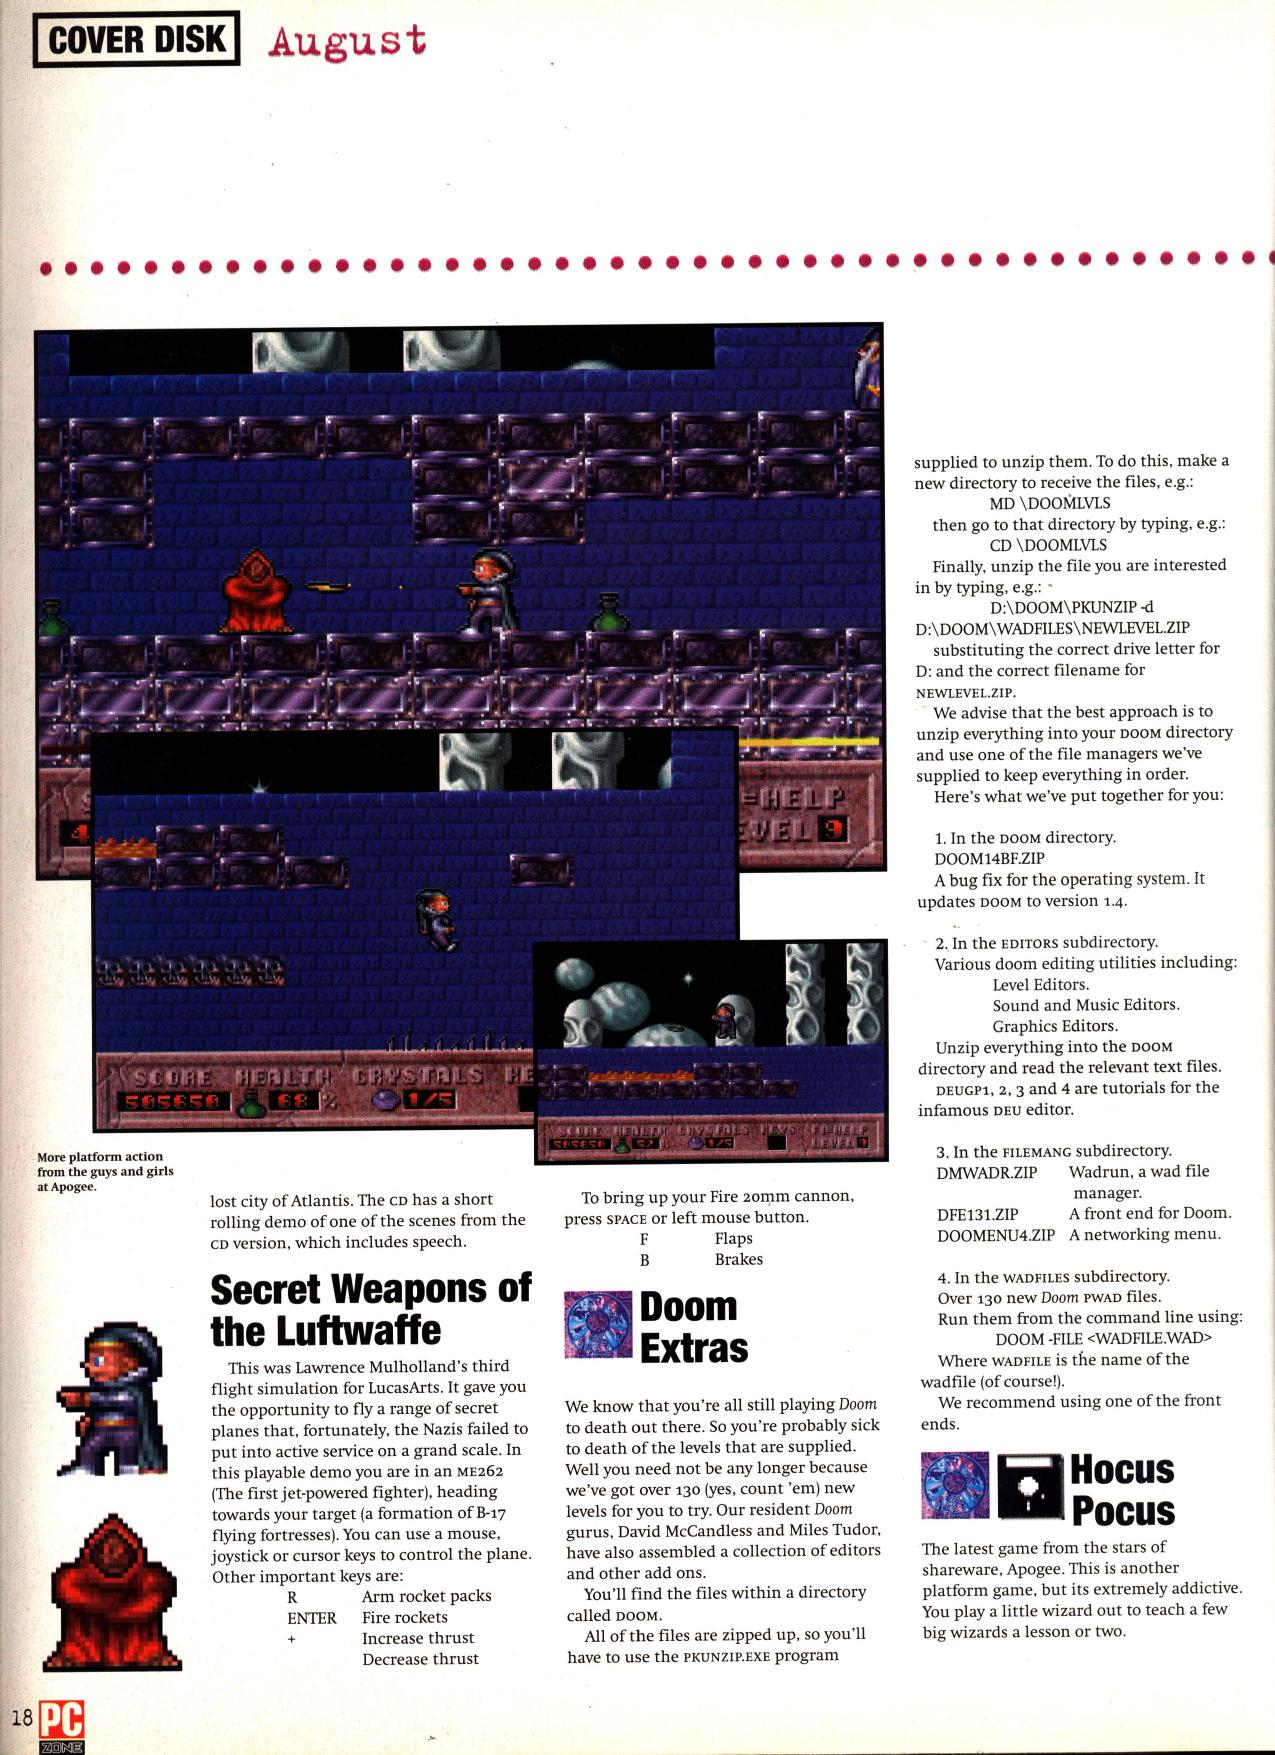 COVER DISK August
=HELP
EVEL 9
4
SCORE HEALTH CRYSTALS KE
505650 68 % 1/5
SCORE HEALTH CRYSTALS KEYS F1=HELP
505650 52 % 1/5 LEVEL 9
More platform action
from the guys and girls
at Apogee.
lost city of Atlantis. The CD has a short
rolling demo of one of the scenes from the
CD version, which includes speech.
Secret Weapons of
the Luftwaffe
This was Lawrence Mulholland's third
flight simulation for LucasArts. It gave you
the opportunity to fly a range of secret
planes that, fortunately, the Nazis failed to
put into active service on a grand scale. In
this playable demo you are in an ME262
(The first jet-powered fighter), heading
towards your target (a formation of B-17
flying fortresses). You can use a mouse,
joystick or cursor keys to control the plane.
Other important keys are:
R Arm rocket packs
ENTER Fire rockets
+ Increase thrust
Decrease thrust
To bring up your Fire 20mm cannon,
press SPACE or left mouse button.
F Flaps
B Brakes
Doom
Extras
We know that you're all still playing Doom
to death out there. So you're probably sick
to death of the levels that are supplied.
Well you need not be any longer because
we've got over 130 (yes, count 'em) new
levels for you to try. Our resident Doom
gurus, David McCandless and Miles Tudor,
have also assembled a collection of editors
and other add ons.
You'll find the files within a directory
called DOOM.
All of the files are zipped up, so you'll
have to use the PKUNZIP.EXE program
supplied to unzip them. To do this, make a
new directory to receive the files, e.g.:
MD \DOOMLVLS
then go to that directory by typing, e.g.:
CD \DOOMLVLS
Finally, unzip the file you are interested
in by typing, e.g.:
D:\DOOM\PKUNZIP -d
D:\DOOM\WADFILES\NEWLEVEL.ZIP
substituting the correct drive letter for
D: and the correct filename for
NEWLEVEL.ZIP.
We advise that the best approach is to
unzip everything into your DOOM directory
and use one of the file managers we've
supplied to keep everything in order.
Here's what we've put together for you:
1. In the DOOM directory.
DOOM14BF.ZIP
A bug fix for the operating system. It
updates DOOM to version 1.4.
2. In the EDITORS subdirectory.
Various doom editing utilities including:
Level Editors.
Sound and Music Editors.
Graphics Editors.
Unzip everything into the DOOM
directory and read the relevant text files.
DEUGP1, 2, 3 and 4 are tutorials for the
infamous DEU editor.
3. In the FILEMANG subdirectory.
DMWADR.ZIP Wadrun, a wad file
manager.
DFE131.ZIP A front end for Doom.
DOOMENU4.ZIP A networking menu.
4. In the WADFILES subdirectory.
Over 130 new Doom PWAD files.
Run them from the command line using:
DOOM -FILE <WADFILE.WAD>
Where WADFILE is the name of the
wadfile (of course!).
We recommend using one of the front
ends.
Hocus
Pocus
The latest game from the stars of
shareware, Apogee. This is another
platform game, but its extremely addictive.
You play a little wizard out to teach a few
big wizards a lesson or two.
18 PC
ZONE